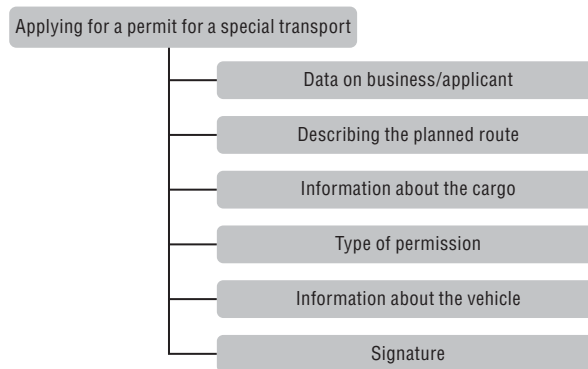 Applying for a permit for a special transport
Data on business/applicant
Describing the planned route
Information about the cargo
Type of permission
Information about the vehicle
Signature